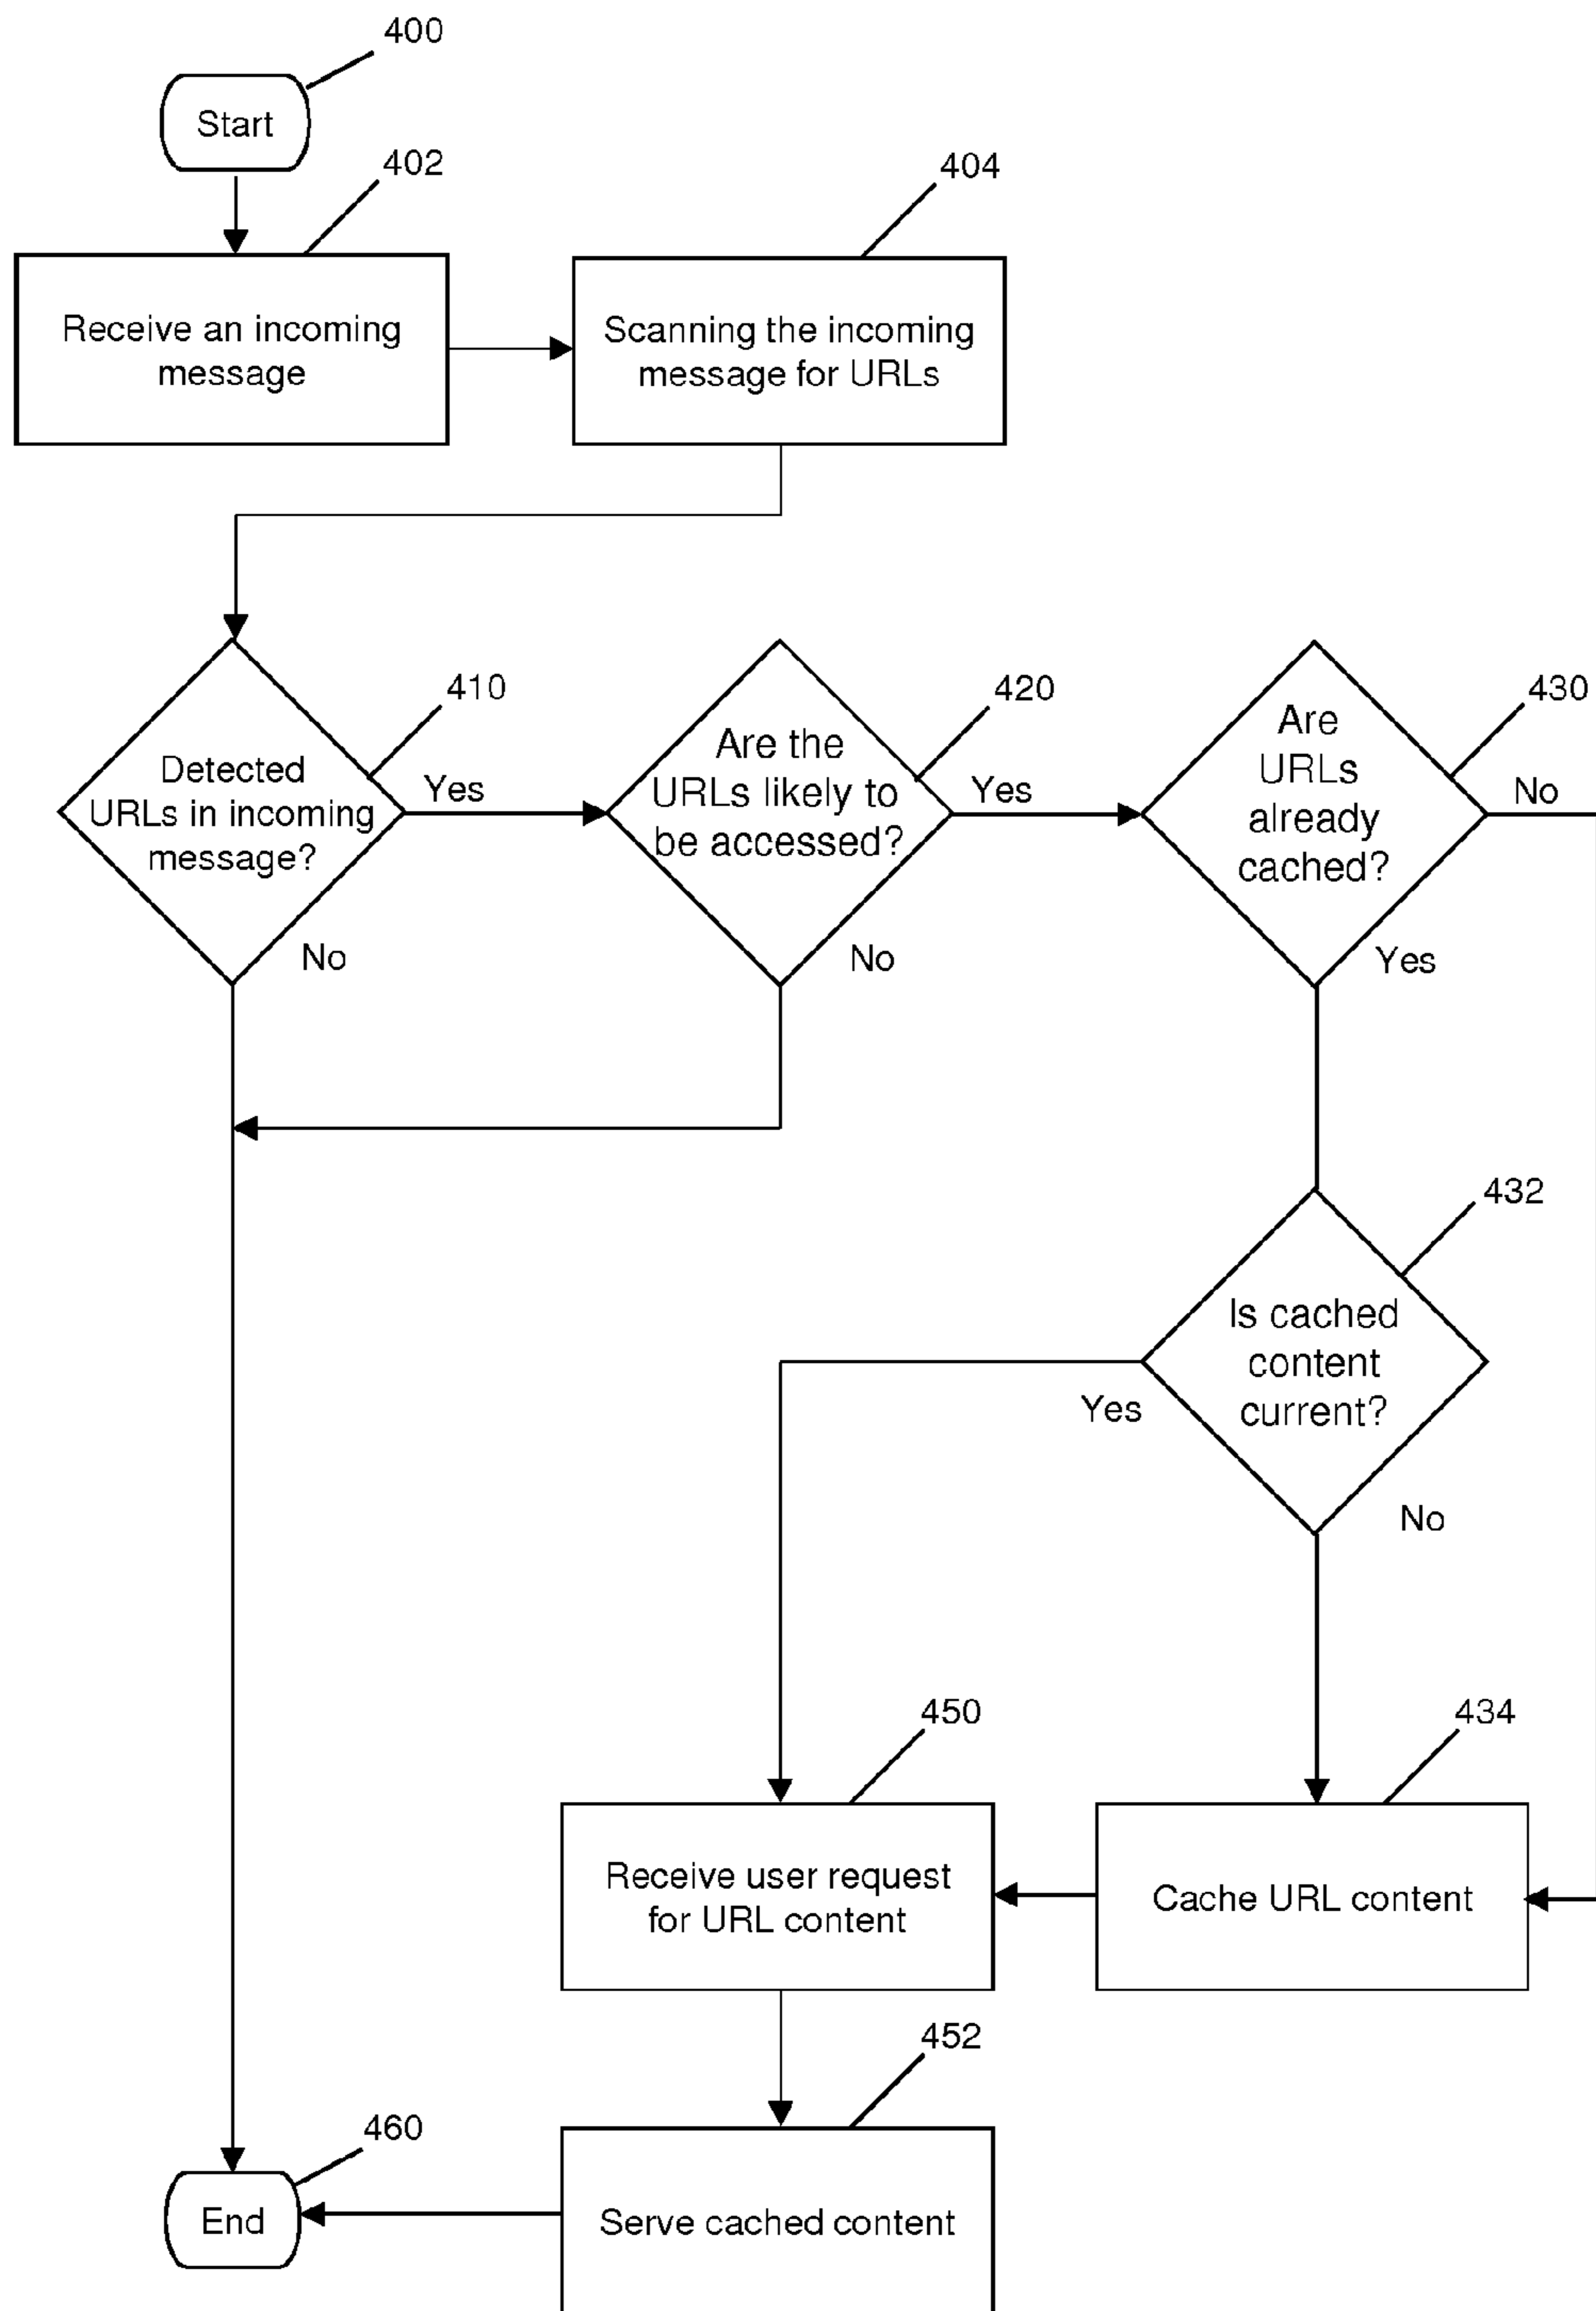 400
Start
402
404
Receive an incoming
message
Scanning the incoming
message for URLs
410
420
430
Detected
URLs in incoming
message?
Yes
Are the
URLs likely to
be accessed?
Yes
Are
URLs
already
cached?
No
No
No
Yes
432
Is cached
content
current?
Yes
No
450
434
Receive user request
for URL content
Cache URL content
452
460
End
Serve cached content